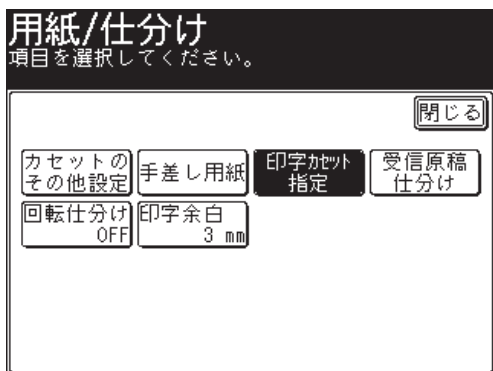 用紙/仕分け
項目を選択してください。
閉じる
カセットの
その他設定
手差し用紙
印字ｶｾｯﾄ
指定
受信原稿
仕分け
回転仕分け
OFF
印字余白
3 mm